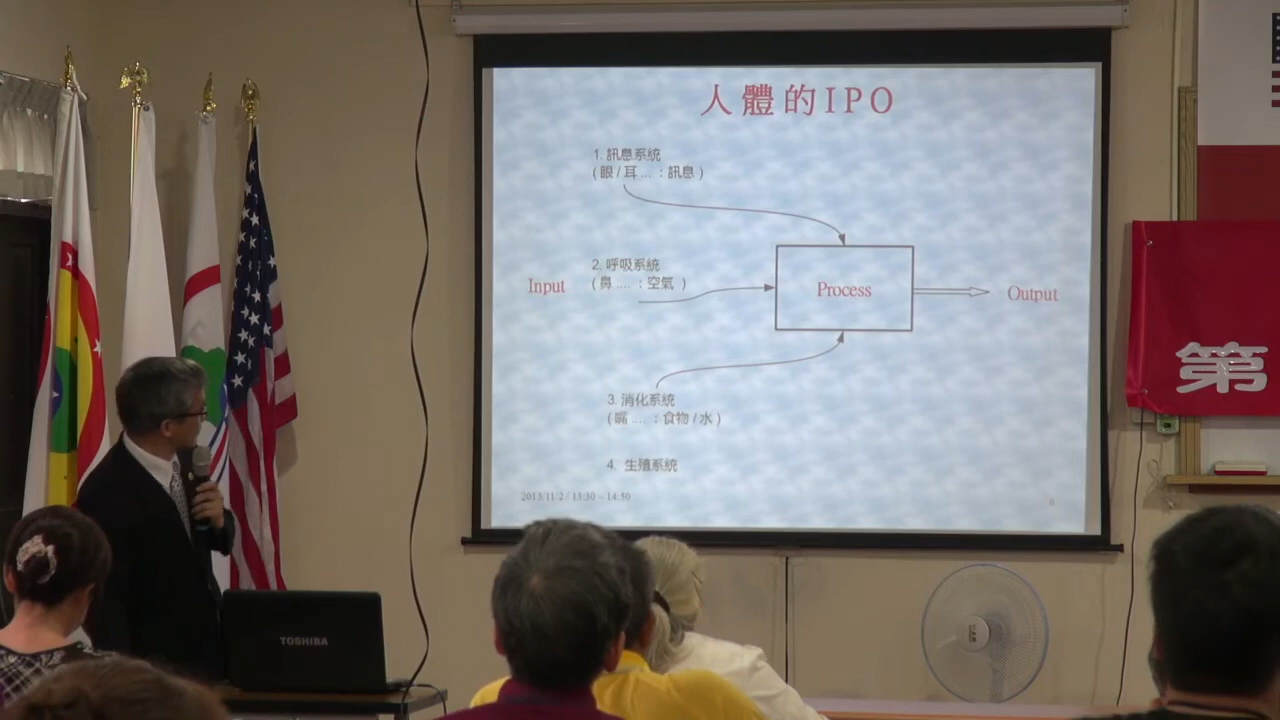 人體的IPO
1. 訊息系統
( 眼 / 耳 ... : 訊息 )
2. 呼吸系統
( 鼻 .... : 空氣 )
Input
Process
Output
3. 消化系統
( 嘴 .... : 食物 / 水 )
4. 生殖系統
2013/11/2 / 13:30 – 14:50
6
第
TOSHIBA